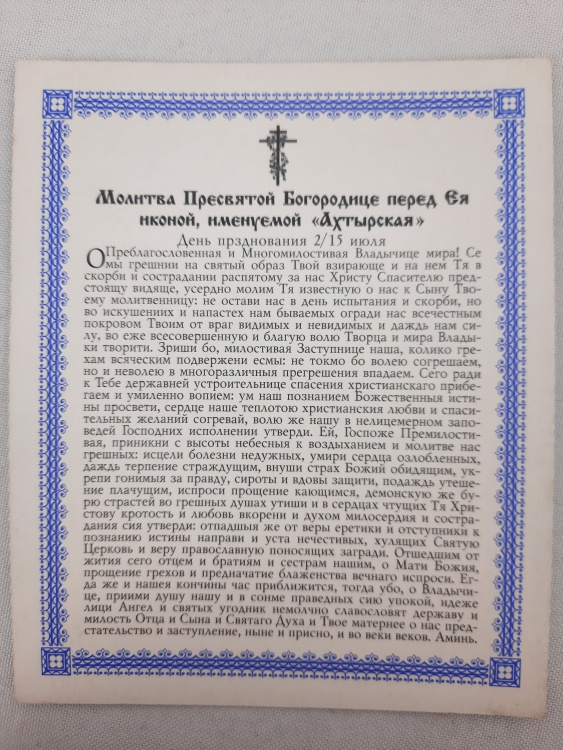 Молитва Пресвятой Богородице перед Ея
иконой, именуемой «Ахтырская»
День прзднования 2/15 июля
О Преблагословенная и Многомилостивая Владычице мира! Се
мы грешнии на святый образ Твой взирающе и на нем Тя в
скорби и сострадании распятому за нас Христу Спасителю пред-
стоящу видяще, усердно молим Тя известную о нас к Сыну Тво-
ему молитвенницу: не остави нас в день испытания и скорби, но
во искушениих и напастех нам бываемых огради нас всечестным
покровом Твоим от враг видимых и невидимых и даждь нам си-
лу, во еже всесовершенную и благую волю Творца и мира Влады-
ки творити. Зриши бо, милостивая Заступнице наша, колико гре-
хам всяческим подвержени есмы: не токмо бо волею согрешаем,
но и неволею в многоразличныя прегрешения впадаем. Сего ради
к Тебе державней устроительнице спасения христианскаго прибе-
гаем и умиленно вопием: ум наш познанием Божественныя исти-
ны просвети, сердце наше теплотою христианския любви и спаси-
тельных желаний согревай, волю же нашу в нелицемерном запо-
ведей Господних исполнении утверди. Ей, Госпоже Премилости-
вая, приникни с высоты небесныя к воздыханием и молитве нас
грешных: исцели болезни недужных, умири сердца озлобленных,
даждь терпение страждущим, внуши страх Божий обидящим, ук-
репи гонимыя за правду, сироты и вдовы защити, подаждь утеше-
ние плачущим, испроси прощение кающимся, демонскую же бу-
рю страстей во грешных душах утиши и в сердцах чтущих Тя Хри-
стову кротость и любовь вкорени и духом милосердия и состра-
дания сия утверди: отпадшыя же от веры еретики и отступники к
познанию истины направи и уста нечестивых, хулящих Святую
Церковь и веру православную поносящих загради. Отшедшим от
жития сего отцем и братиям и сестрам нашим, о Мати Божия,
прощение грехов и предначатие блаженства вечнаго испроси. Ег-
да же и нашея кончины час приближится, тогда убо, о Владычи-
це, приими душу нашу и в сонме праведных сию упокой, идеже
лици Ангел и святых угодник немолчно славословят державу и
милость Отца и Сына и Святаго Духа и Твое матернее о нас пред-
стательство и заступление, ныне и присно, и во веки веков. Аминь.